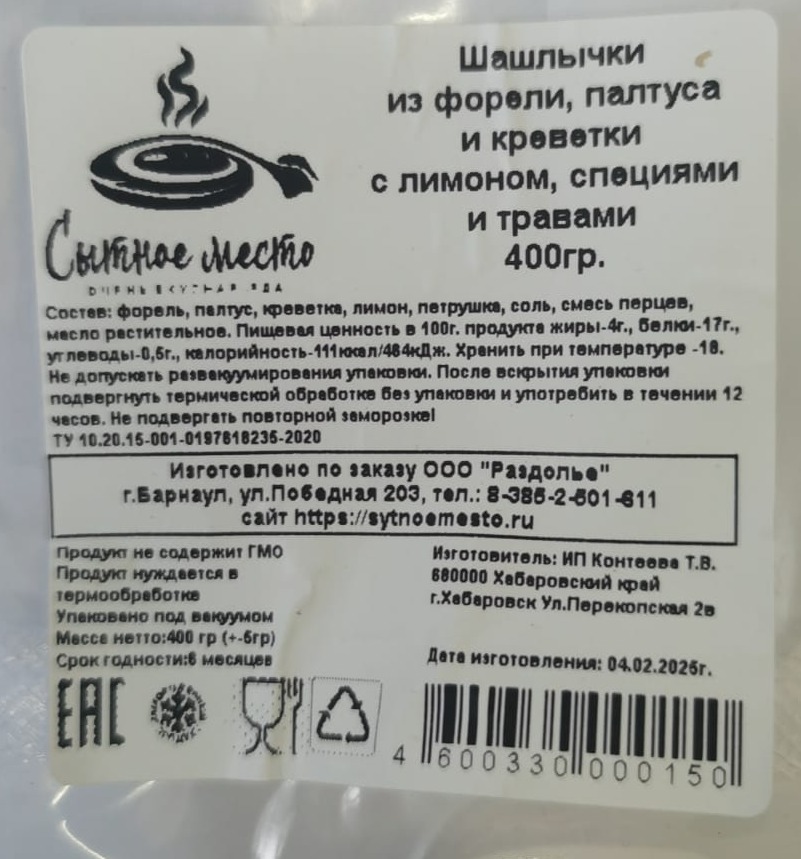 Шашлычки
из форели, палтуса
и креветки
с лимоном, специями
и травами
400гр.
Сытное место
ОЧЕНЬ ВКУСНАЯ ЕДА
Состав: форель, палтус, креветка, лимон, петрушка, соль, смесь перцев,
масло растительное. Пищевая ценность в 100г. продукта жиры-4г., белки-17г.,
углеводы-0,5г., калорийность-111ккал/464кДж. Хранить при температуре -18.
Не допускать развакуумирования упаковки. После вскрытия упаковки
подвергнуть термической обработке без упаковки и употребить в течении 12
часов. Не подвергать повторной заморозке!
ТУ 10.20.15-001-0197618235-2020
Изготовлено по заказу ООО "Раздолье"
г.Барнаул, ул.Победная 203, тел.: 8-385-2-501-611
сайт https://sytnoemesto.ru
Продукт не содержит ГМО
Продукт нуждается в
термообработке
Упаковано под вакуумом
Масса нетто:400 гр (+-5гр)
Срок годности:6 месяцев
Изготовитель: ИП Контеева Т.В.
680000 Хабаровский край
г.Хабаровск Ул.Перекопская 2в
Дата изготовления: 04.02.2025г.
EAC
4 600330 000150